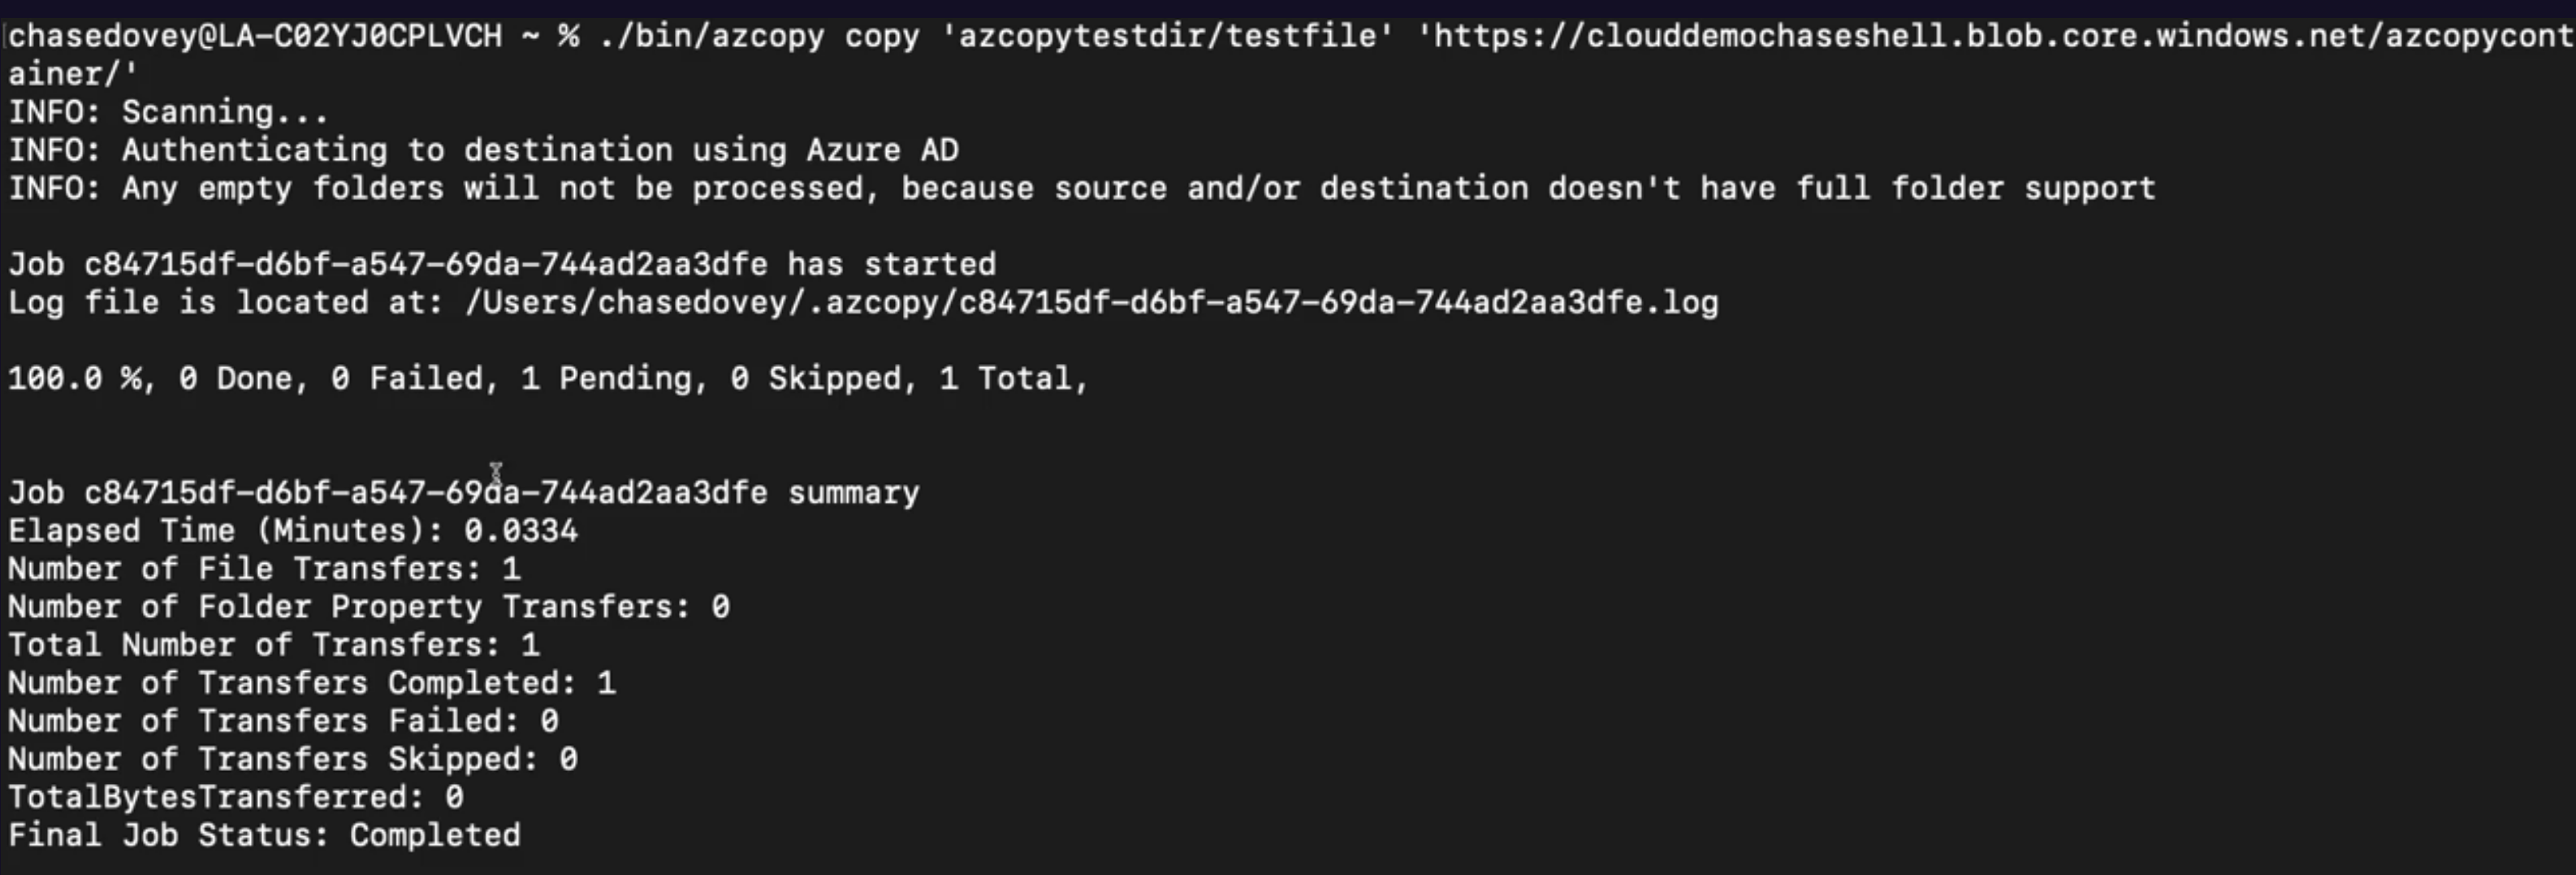 chasedovey@LA-C02YJ0CPLVCH ~ % ./bin/azcopy copy 'azcopytestdir/testfile' 'https://clouddemochaseshell.blob.core.windows.net/azcopycont
ainer/'
INFO: Scanning...
INFO: Authenticating to destination using Azure AD
INFO: Any empty folders will not be processed, because source and/or destination doesn't have full folder support
Job c84715df-d6bf-a547-69da-744ad2aa3dfe has started
Log file is located at: /Users/chasedovey/.azcopy/c84715df-d6bf-a547-69da-744ad2aa3dfe.log
100.0 %, 0 Done, 0 Failed, 1 Pending, 0 Skipped, 1 Total,
Job c84715df-d6bf-a547-69da-744ad2aa3dfe summary
Elapsed Time (Minutes): 0.0334
Number of File Transfers: 1
Number of Folder Property Transfers: 0
Total Number of Transfers: 1
Number of Transfers Completed: 1
Number of Transfers Failed: 0
Number of Transfers Skipped: 0
TotalBytesTransferred: 0
Final Job Status: Completed